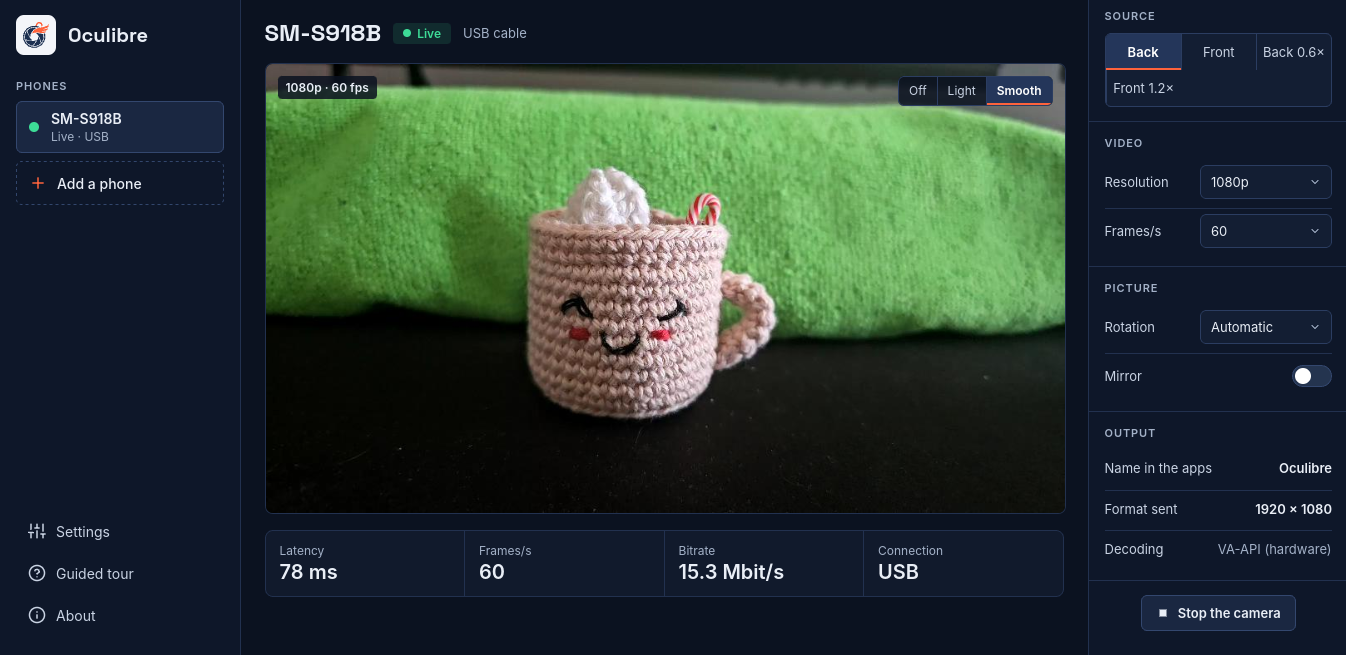 Oculibre
PHONES
SM-S918B
Live · USB
Add a phone
Settings
Guided tour
About
SM-S918B
Live
USB cable
1080p · 60 fps
Off
Light
Smooth
Latency
78 ms
Frames/s
60
Bitrate
15.3 Mbit/s
Connection
USB
SOURCE
Back
Front
Back 0.6×
Front 1.2×
VIDEO
Resolution
1080p
Frames/s
60
PICTURE
Rotation
Automatic
Mirror
OUTPUT
Name in the apps
Oculibre
Format sent
1920 × 1080
Decoding
VA-API (hardware)
Stop the camera